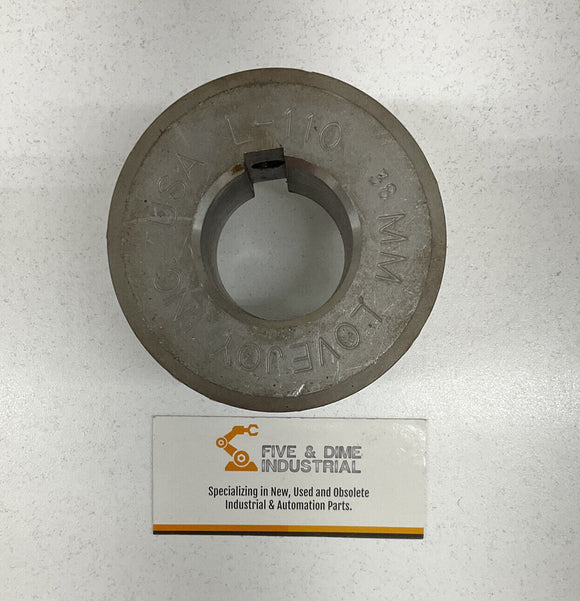 L-110
38 MM
LOVEJOY INC. USA
FIVE & DIME
INDUSTRIAL
Specializing in New, Used and Obsolete
Industrial & Automation Parts.